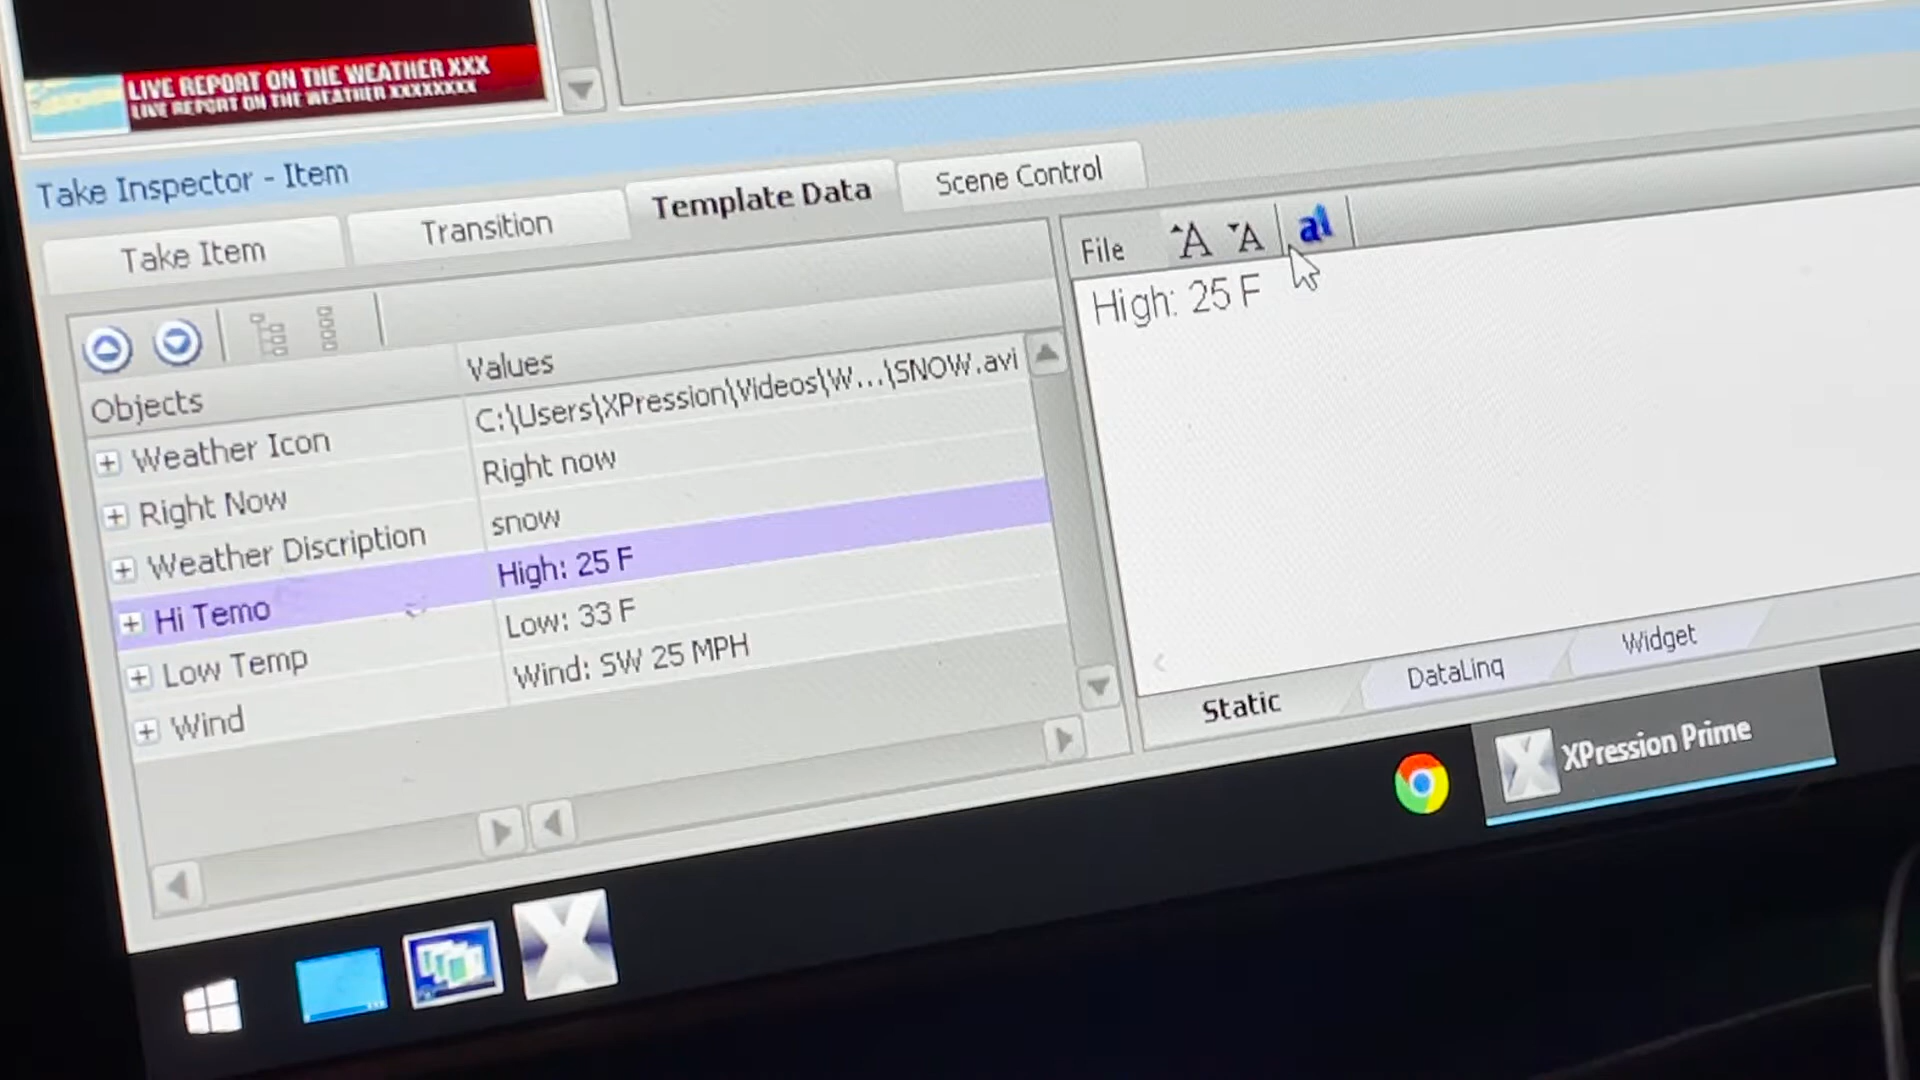 LIVE REPORT ON THE WEATHER XXX
LIVE REPORT ON THE WEATHER XXXXXXXX
Take Inspector - Item
Take Item
Transition
Template Data
Scene Control
Objects
Values
Weather Icon
C:\Users\XPression\Videos\W...\SNOW.avi
Right Now
Right now
Weather Discription
snow
Hi Temo
High: 25 F
Low Temp
Low: 33 F
Wind
Wind: SW 25 MPH
File
A A
a
High: 25 F
Static
DataLinq
Widget
XPression Prime